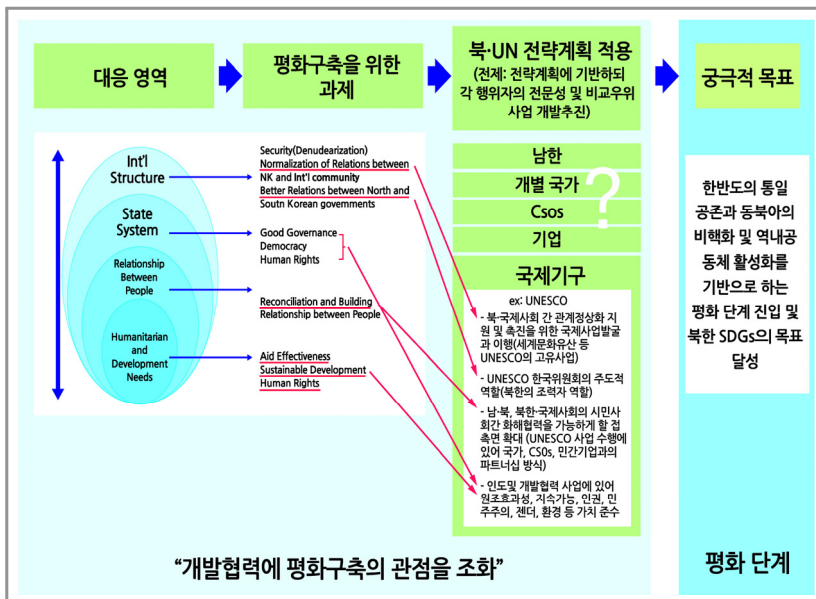 대응 영역
평화구축을 위한
과제
북·UN 전략계획 적용
(전제: 전략계획에 기반하되
각 행위자의 전문성 및 비교우위
사업 개발추진)
궁극적 목표
Int'l
Structure
State
System
Relationship
Between
People
Humanitarian
and
Development
Needs
Security(Denudearization)
Normalization of Relations between
NK and Int'l community
Better Relations between North and
Soutn Korean governments
Good Governance
Democracy
Human Rights
Reconciliation and Building
Relationship between People
Aid Effectiveness
Sustainable Development
Human Rights
남한
개별 국가
Csos
기업
?
국제기구
ex: UNESCO
- 북·국제사회 간 관계정상화 지
원 및 촉진을 위한 국제사업발굴
과 이행(세계문화유산 등
UNESCO의 고유사업)
- UNESCO 한국위원회의 주도적
역할(북한의 조력자 역할)
- 남·북, 북한·국제사회의 시민사
회간 화해협력을 가능하게 할 접
촉면 확대 (UNESCO 사업 수행에
있어 국가, CS0s, 민간기업과의
파트너십 방식)
- 인도및 개발협력 사업에 있어
원조효과성, 지속가능, 인권, 민
주주의, 젠더, 환경 등 가치 준수
한반도의 통일
공존과 동북아의
비핵화 및 역내공
동체 활성화를
기반으로 하는
평화 단계 진입 및
북한 SDGs의 목표
달성
“개발협력에 평화구축의 관점을 조화”
평화 단계